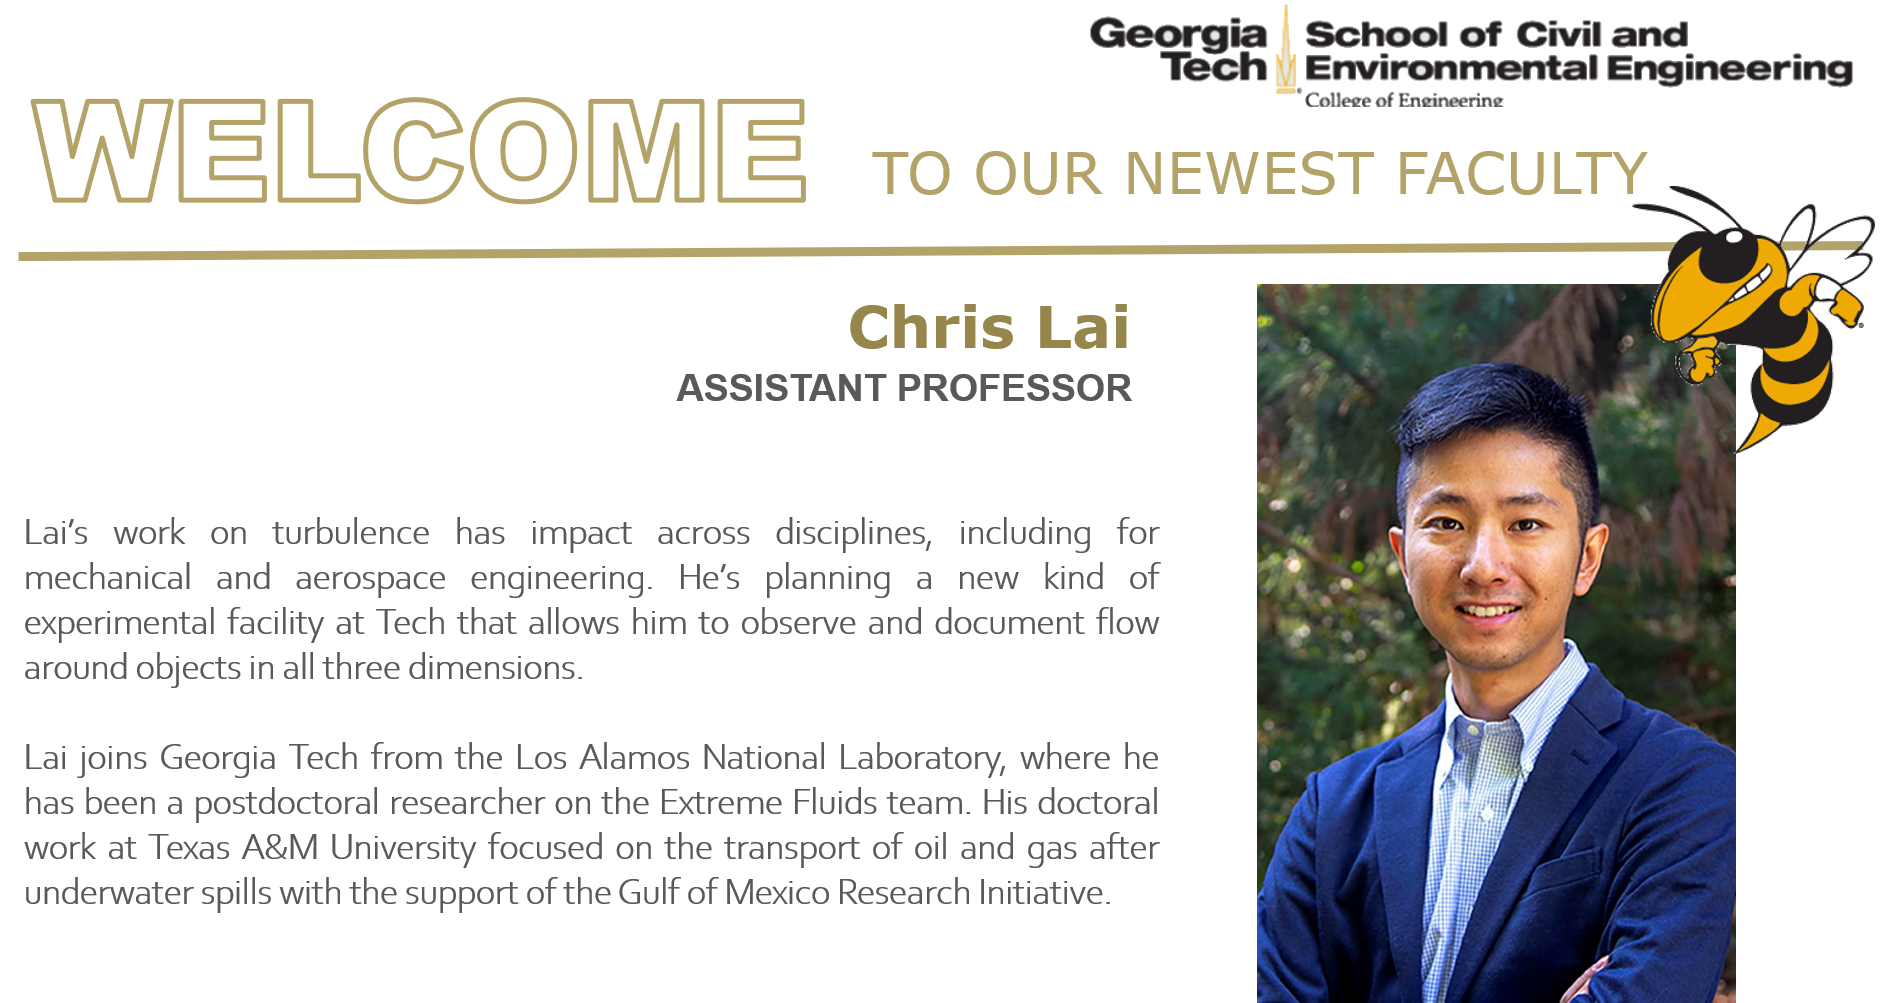 Georgia Tech
School of Civil and
Environmental Engineering
College of Engineering
WELCOME TO OUR NEWEST FACULTY
Chris Lai
ASSISTANT PROFESSOR
Lai’s work on turbulence has impact across disciplines, including for
mechanical and aerospace engineering. He’s planning a new kind of
experimental facility at Tech that allows him to observe and document flow
around objects in all three dimensions.
Lai joins Georgia Tech from the Los Alamos National Laboratory, where he
has been a postdoctoral researcher on the Extreme Fluids team. His doctoral
work at Texas A&M University focused on the transport of oil and gas after
underwater spills with the support of the Gulf of Mexico Research Initiative.